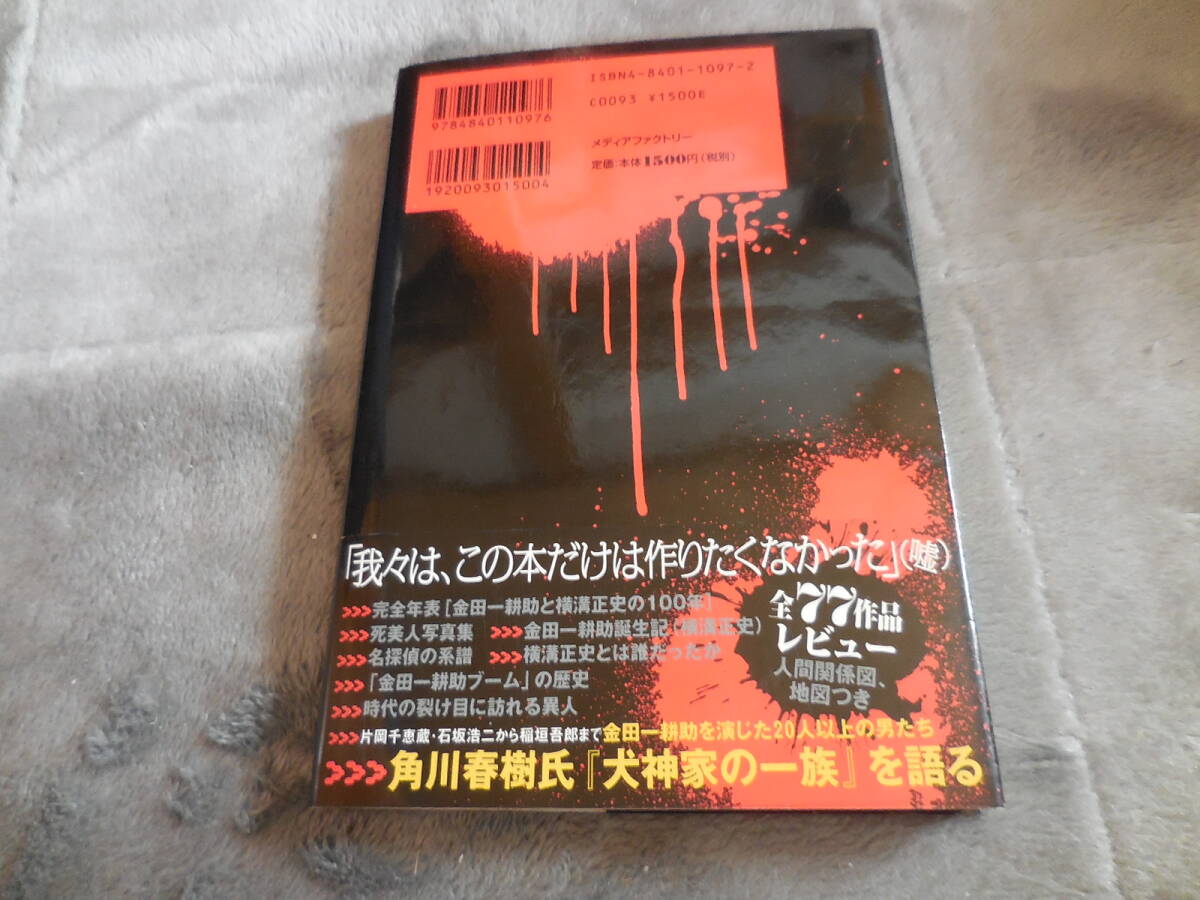 ISBN4-8401-1097-2
C0093 ¥1500E
9784840110976
メディアファクトリー
定価:本体1500円(税別)
1920093015004
「我々は、この本だけは作りたくなかった」(嘘)
>>>完全年表[金田一耕助と横溝正史の100年]
>>>死美人写真集 >>>金田一耕助誕生記(横溝正史)
>>>名探偵の系譜 >>>横溝正史とは誰だったか
>>>「金田一耕助ブーム」の歴史
>>>時代の裂け目に訪れる異人
全77作品
レビュー
人間関係図、
地図つき
>>>片岡千恵蔵・石坂浩二から稲垣吾郎まで金田一耕助を演じた20人以上の男たち
>>>角川春樹氏『犬神家の一族』を語る